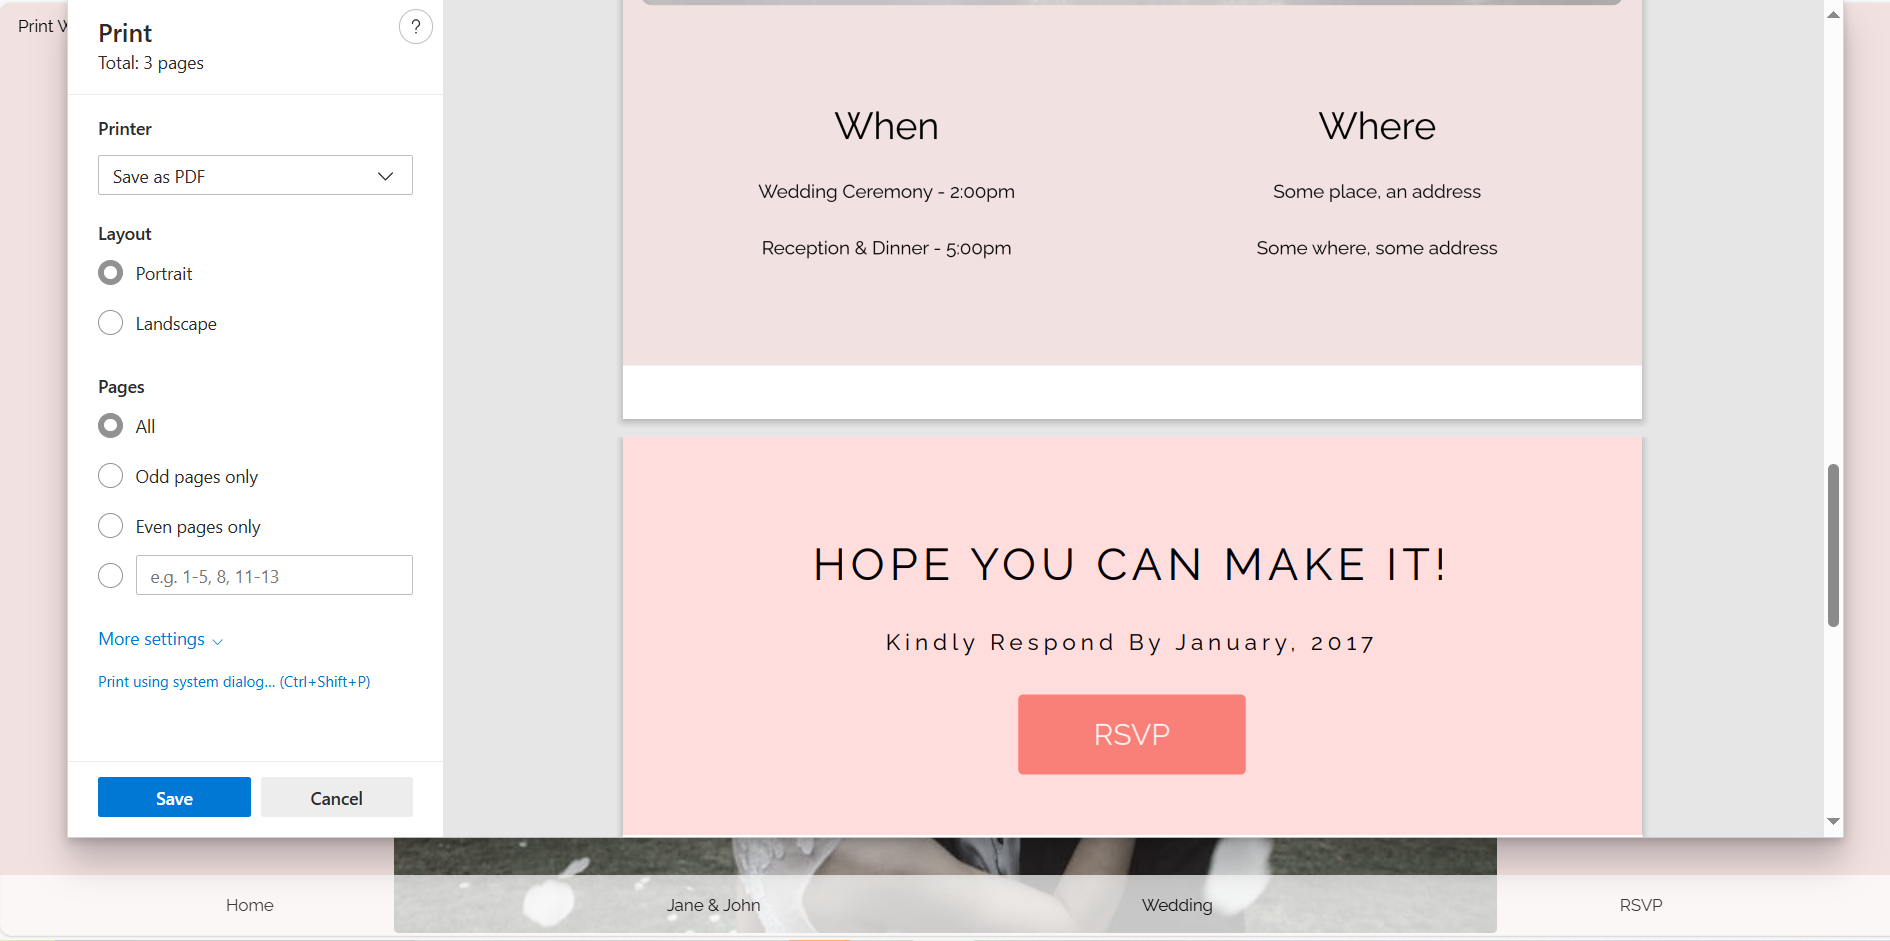 Print
Print
Total: 3 pages
?
Printer
Save as PDF
Layout
Portrait
Landscape
Pages
All
Odd pages only
Even pages only
e.g. 1-5, 8, 11-13
More settings
Print using system dialog... (Ctrl+Shift+P)
Save
Cancel
When
Wedding Ceremony - 2:00pm
Reception & Dinner - 5:00pm
Where
Some place, an address
Some where, some address
HOPE YOU CAN MAKE IT!
Kindly Respond By January, 2017
RSVP
Home
Jane & John
Wedding
RSVP